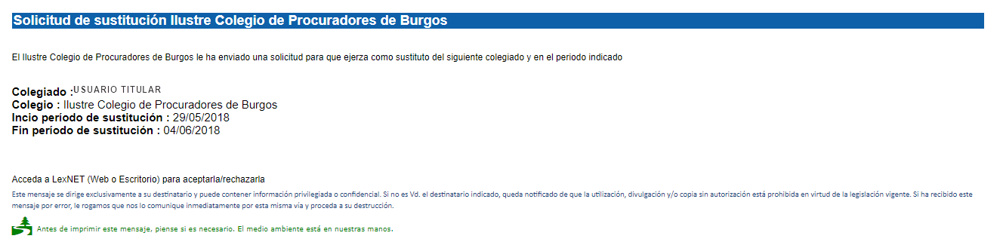 Solicitud de sustitución Ilustre Colegio de Procuradores de Burgos
El Ilustre Colegio de Procuradores de Burgos le ha enviado una solicitud para que ejerza como sustituto del siguiente colegiado y en el periodo indicado
Colegiado :USUARIO TITULAR
Colegio : Ilustre Colegio de Procuradores de Burgos
Incio período de sustitución : 29/05/2018
Fin período de sustitución : 04/06/2018
Acceda a LexNET (Web o Escritorio) para aceptarla/rechazarla
Este mensaje se dirige exclusivamente a su destinatario y puede contener información privilegiada o confidencial. Si no es Vd. el destinatario indicado, queda notificado de que la utilización, divulgación y/o copia sin autorización está prohibida en virtud de la legislación vigente. Si ha recibido este
mensaje por error, le rogamos que nos lo comunique inmediatamente por esta misma vía y proceda a su destrucción.
Antes de imprimir este mensaje, piense si es necesario. El medio ambiente está en nuestras manos.